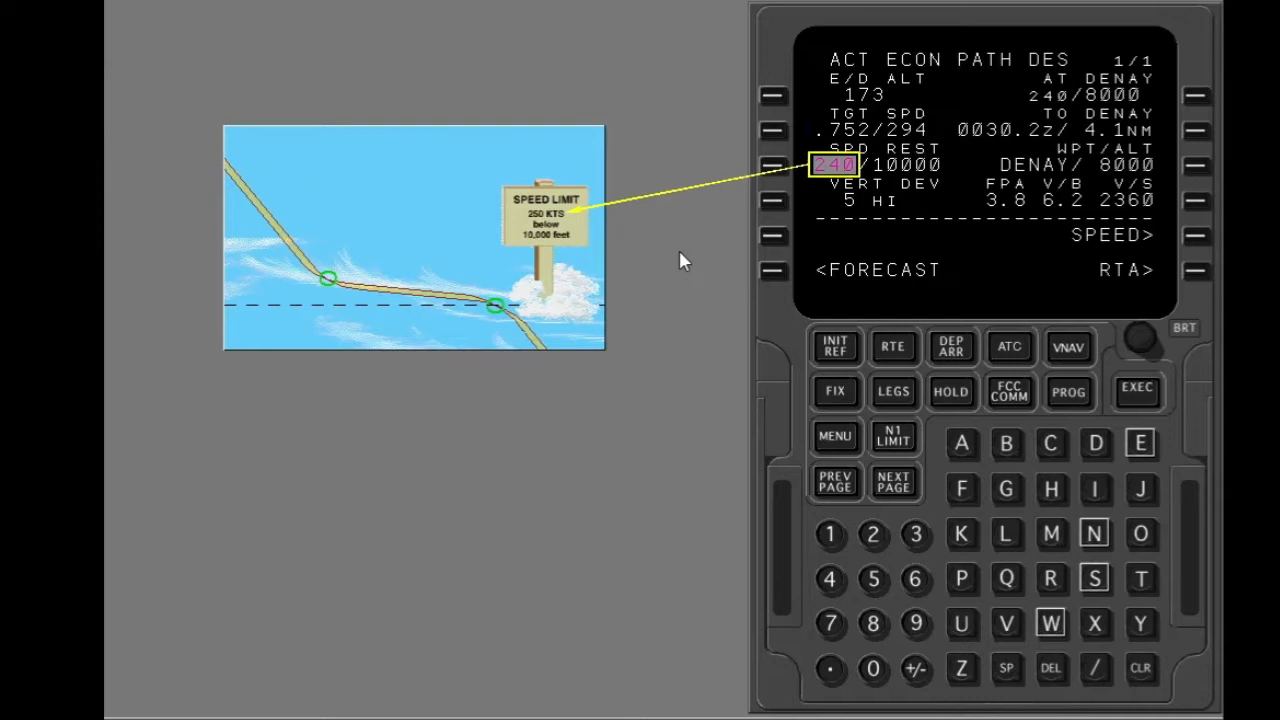 SPEED LIMIT
250 KTS
below
10,000 feet
ACT ECON PATH DES 1/1
E/D ALT AT DENAY
173 240/8000
TGT SPD TO DENAY
.752/294 0030.2Z/ 4.1NM
SPD REST WPT/ALT
240/10000 DENAY/ 8000
VERT DEV FPA V/B V/S
5 HI 3.8 6.2 2360
------------------------
SPEED>
<FORECAST RTA>
BRT
INIT REF RTE DEP ARR ATC VNAV
FIX LEGS HOLD FCC COMM PROG EXEC
MENU N1 LIMIT
PREV PAGE NEXT PAGE
A B C D E
F G H I J
1 2 3 K L M N O
4 5 6 P Q R S T
7 8 9 U V W X Y
. 0 +/- Z SP DEL / CLR